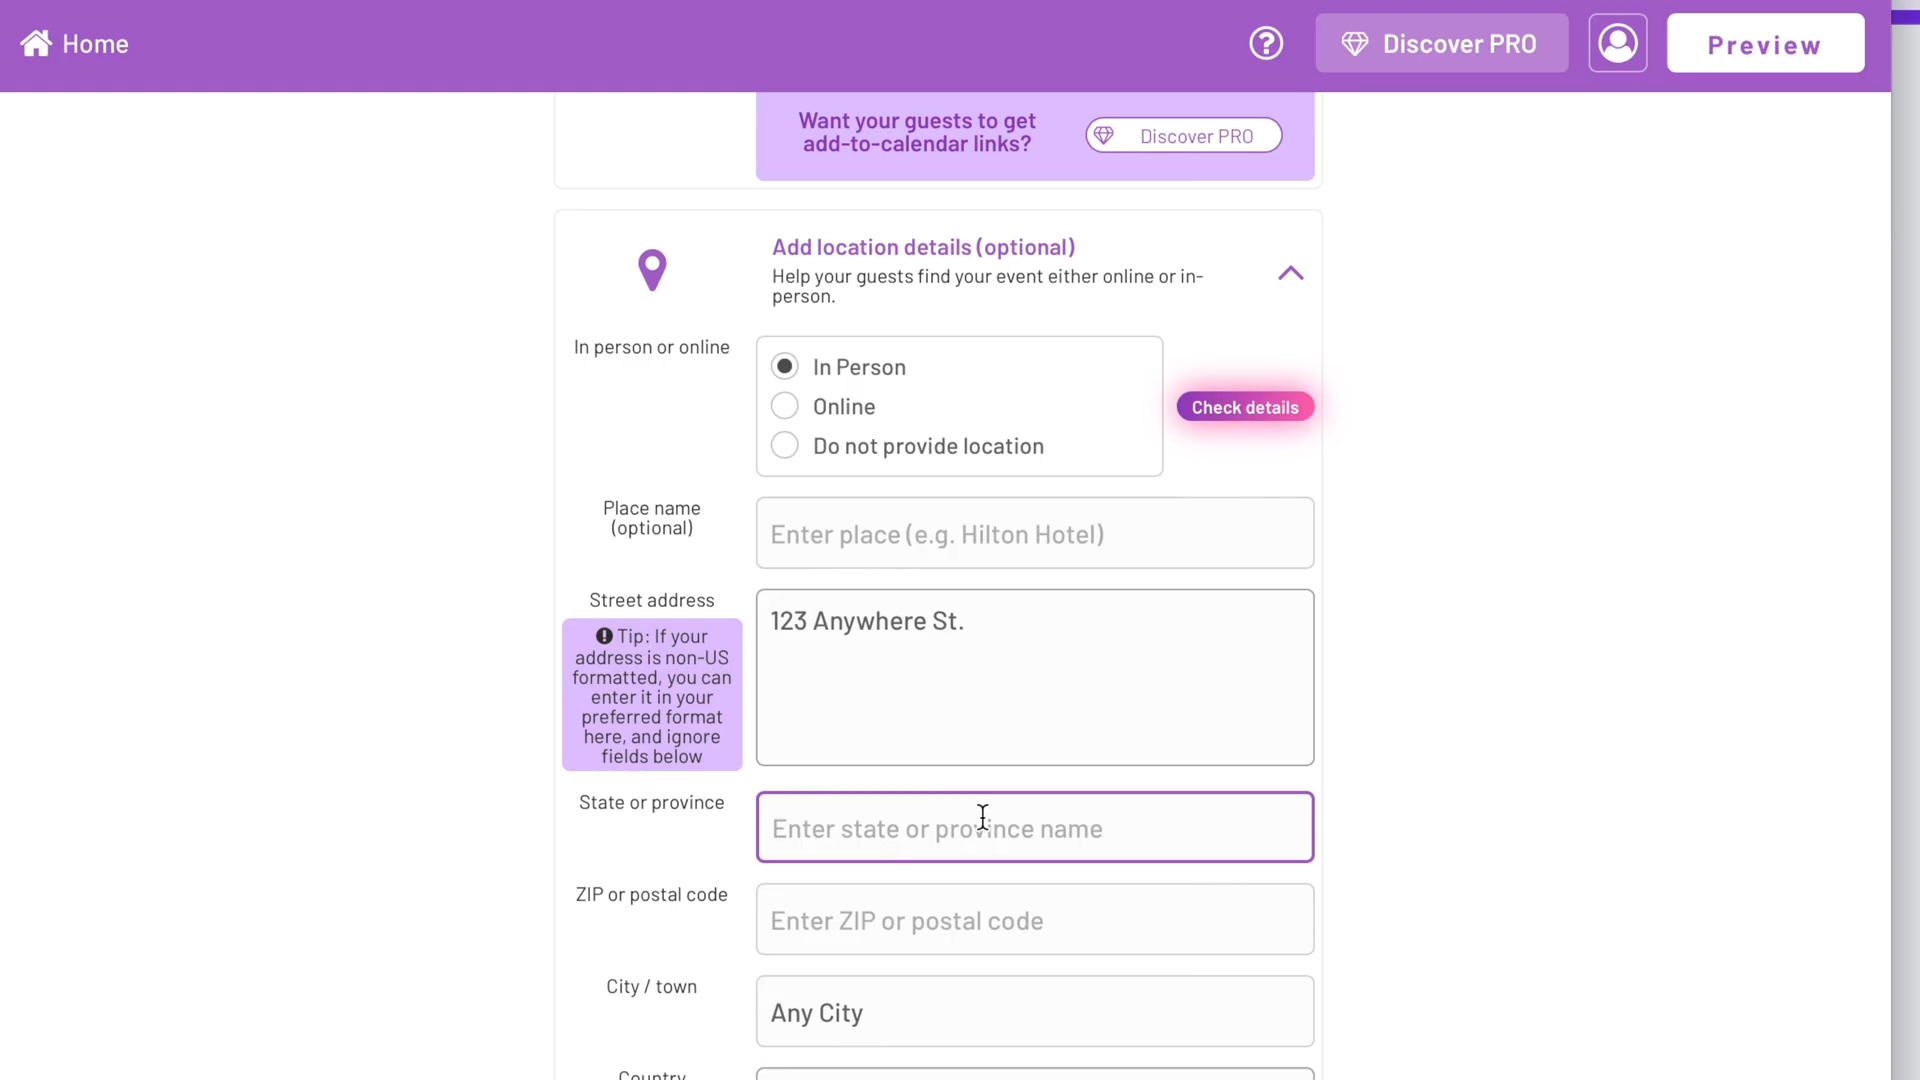 Home
Discover PRO
Preview
Want your guests to get
add-to-calendar links?
Discover PRO
Add location details (optional)
Help your guests find your event either online or in-
person.
In person or online
In Person
Online
Do not provide location
Check details
Place name
(optional)
Enter place (e.g. Hilton Hotel)
Street address
Tip: If your
address is non-US
formatted, you can
enter it in your
preferred format
here, and ignore
fields below
123 Anywhere St.
State or province
Enter state or province name
ZIP or postal code
Enter ZIP or postal code
City / town
Any City
Country